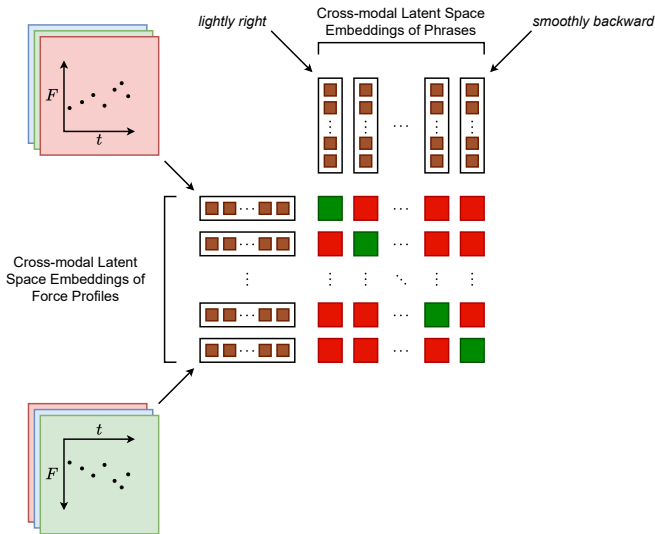 lightly right
Cross-modal Latent Space
Embeddings of Phrases
smoothly backward
F
t
Cross-modal Latent
Space Embeddings of
Force Profiles
t
F